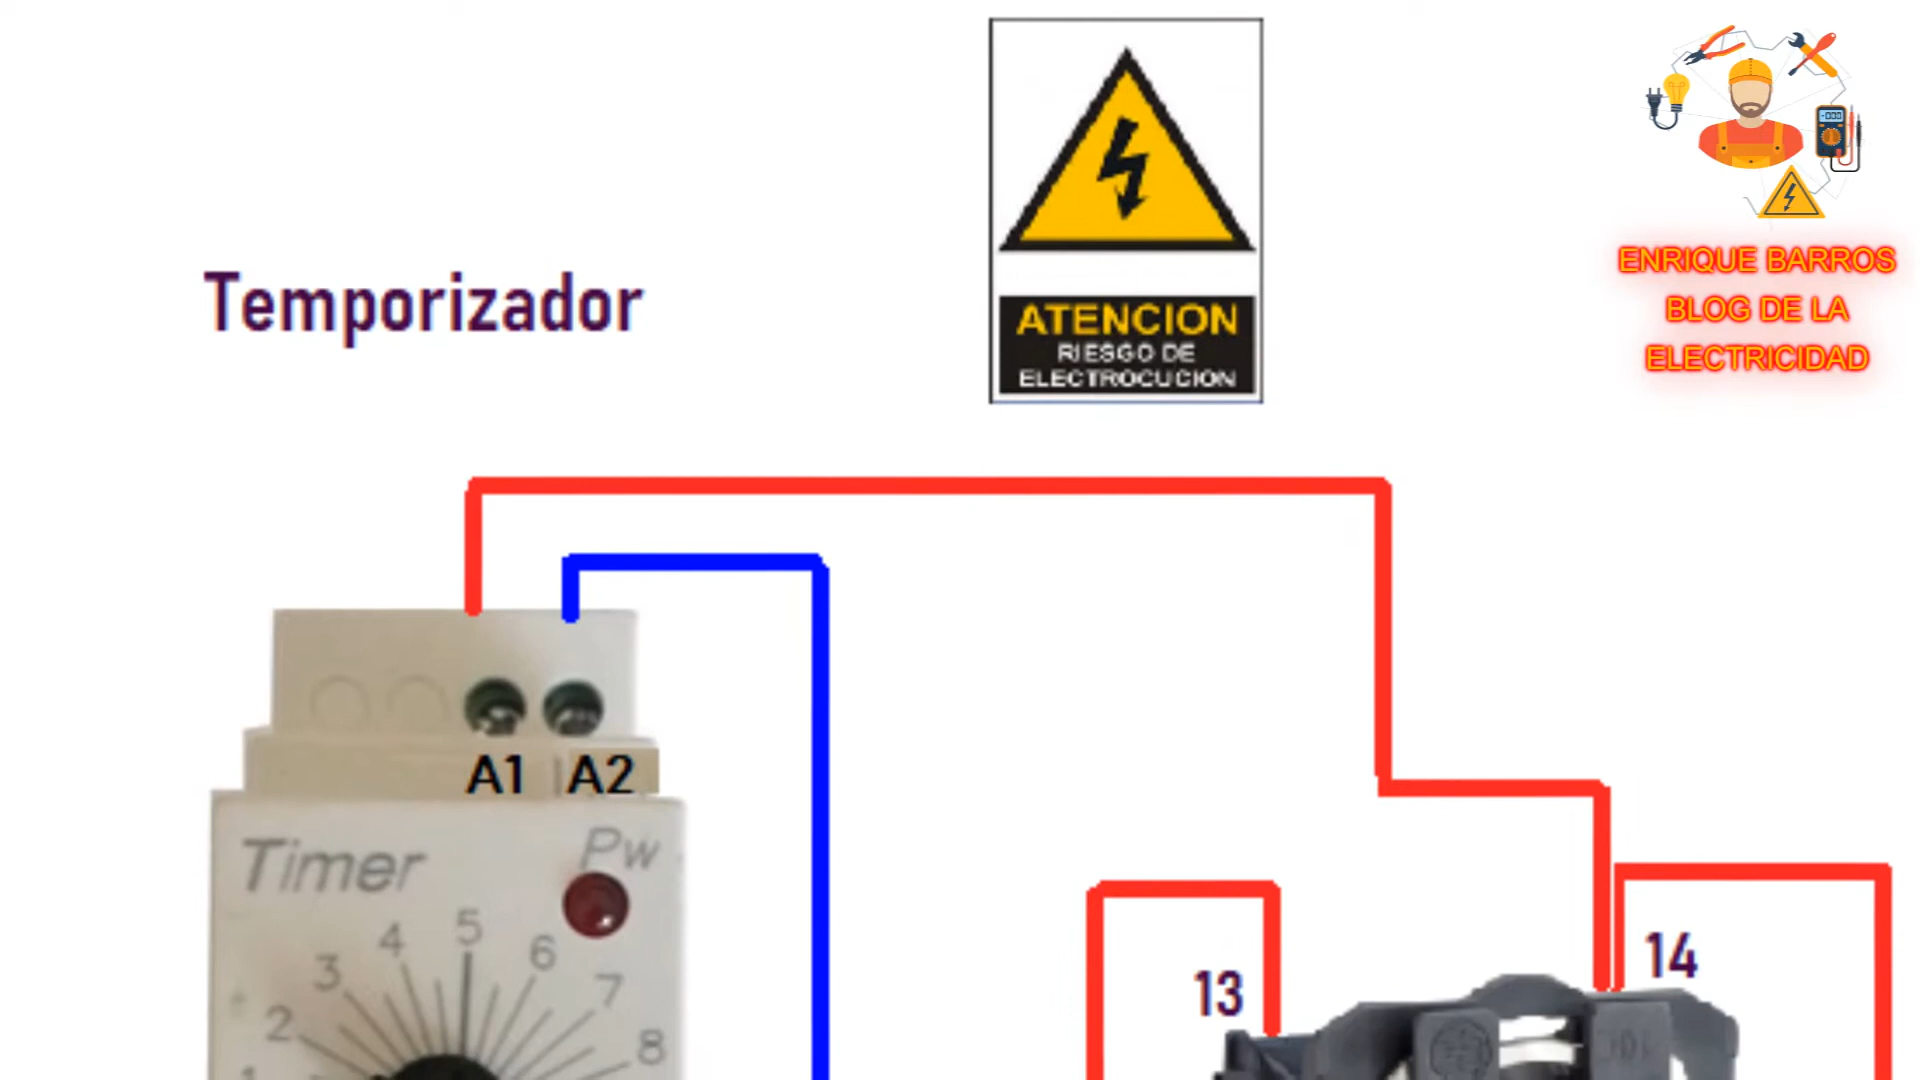 ATENCION
RIESGO DE
ELECTROCUCION
ENRIQUE BARROS
BLOG DE LA
ELECTRICIDAD
Temporizador
A1 A2
Timer
Pw
5
4
6
3
7
2
8
1
13
14